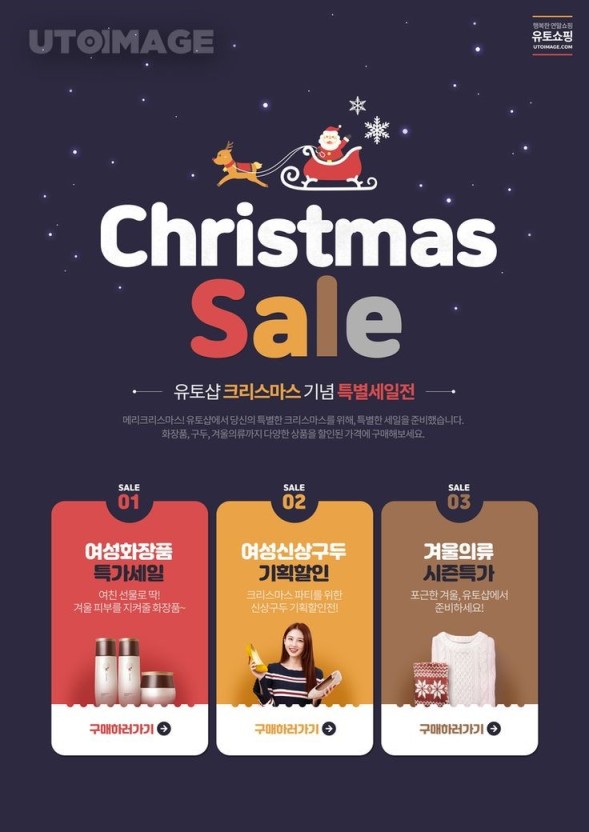 UTOIMAGE
행복한 연말쇼핑
유토쇼핑
UTOIMAGE.COM
Christmas
Sale
유토샵 크리스마스 기념 특별세일전
메리크리스마스! 유토샵에서 당신의 특별한 크리스마스를 위해, 특별한 세일을 준비했습니다.
화장품, 구두, 겨울의류까지 다양한 상품을 할인된 가격에 구매해보세요.
SALE
01
여성화장품
특가세일
여친 선물로 딱!
겨울 피부를 지켜줄 화장품~
구매하러가기
SALE
02
여성신상구두
기획할인
크리스마스 파티를 위한
신상구두 기획할인전!
구매하러가기
SALE
03
겨울의류
시즌특가
포근한 겨울, 유토샵에서
준비하세요!
구매하러가기